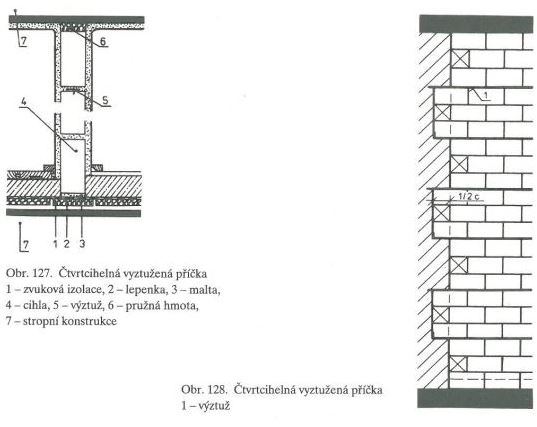 7
6
5
4
7
1 2 3
Obr. 127. Čtvrtcihelná vyztužená příčka
1 – zvuková izolace, 2 – lepenka, 3 – malta,
4 – cihla, 5 – výztuž, 6 – pružná hmota,
7 – stropní konstrukce
1
1/2 c
Obr. 128. Čtvrtcihelná vyztužená příčka
1 – výztuž